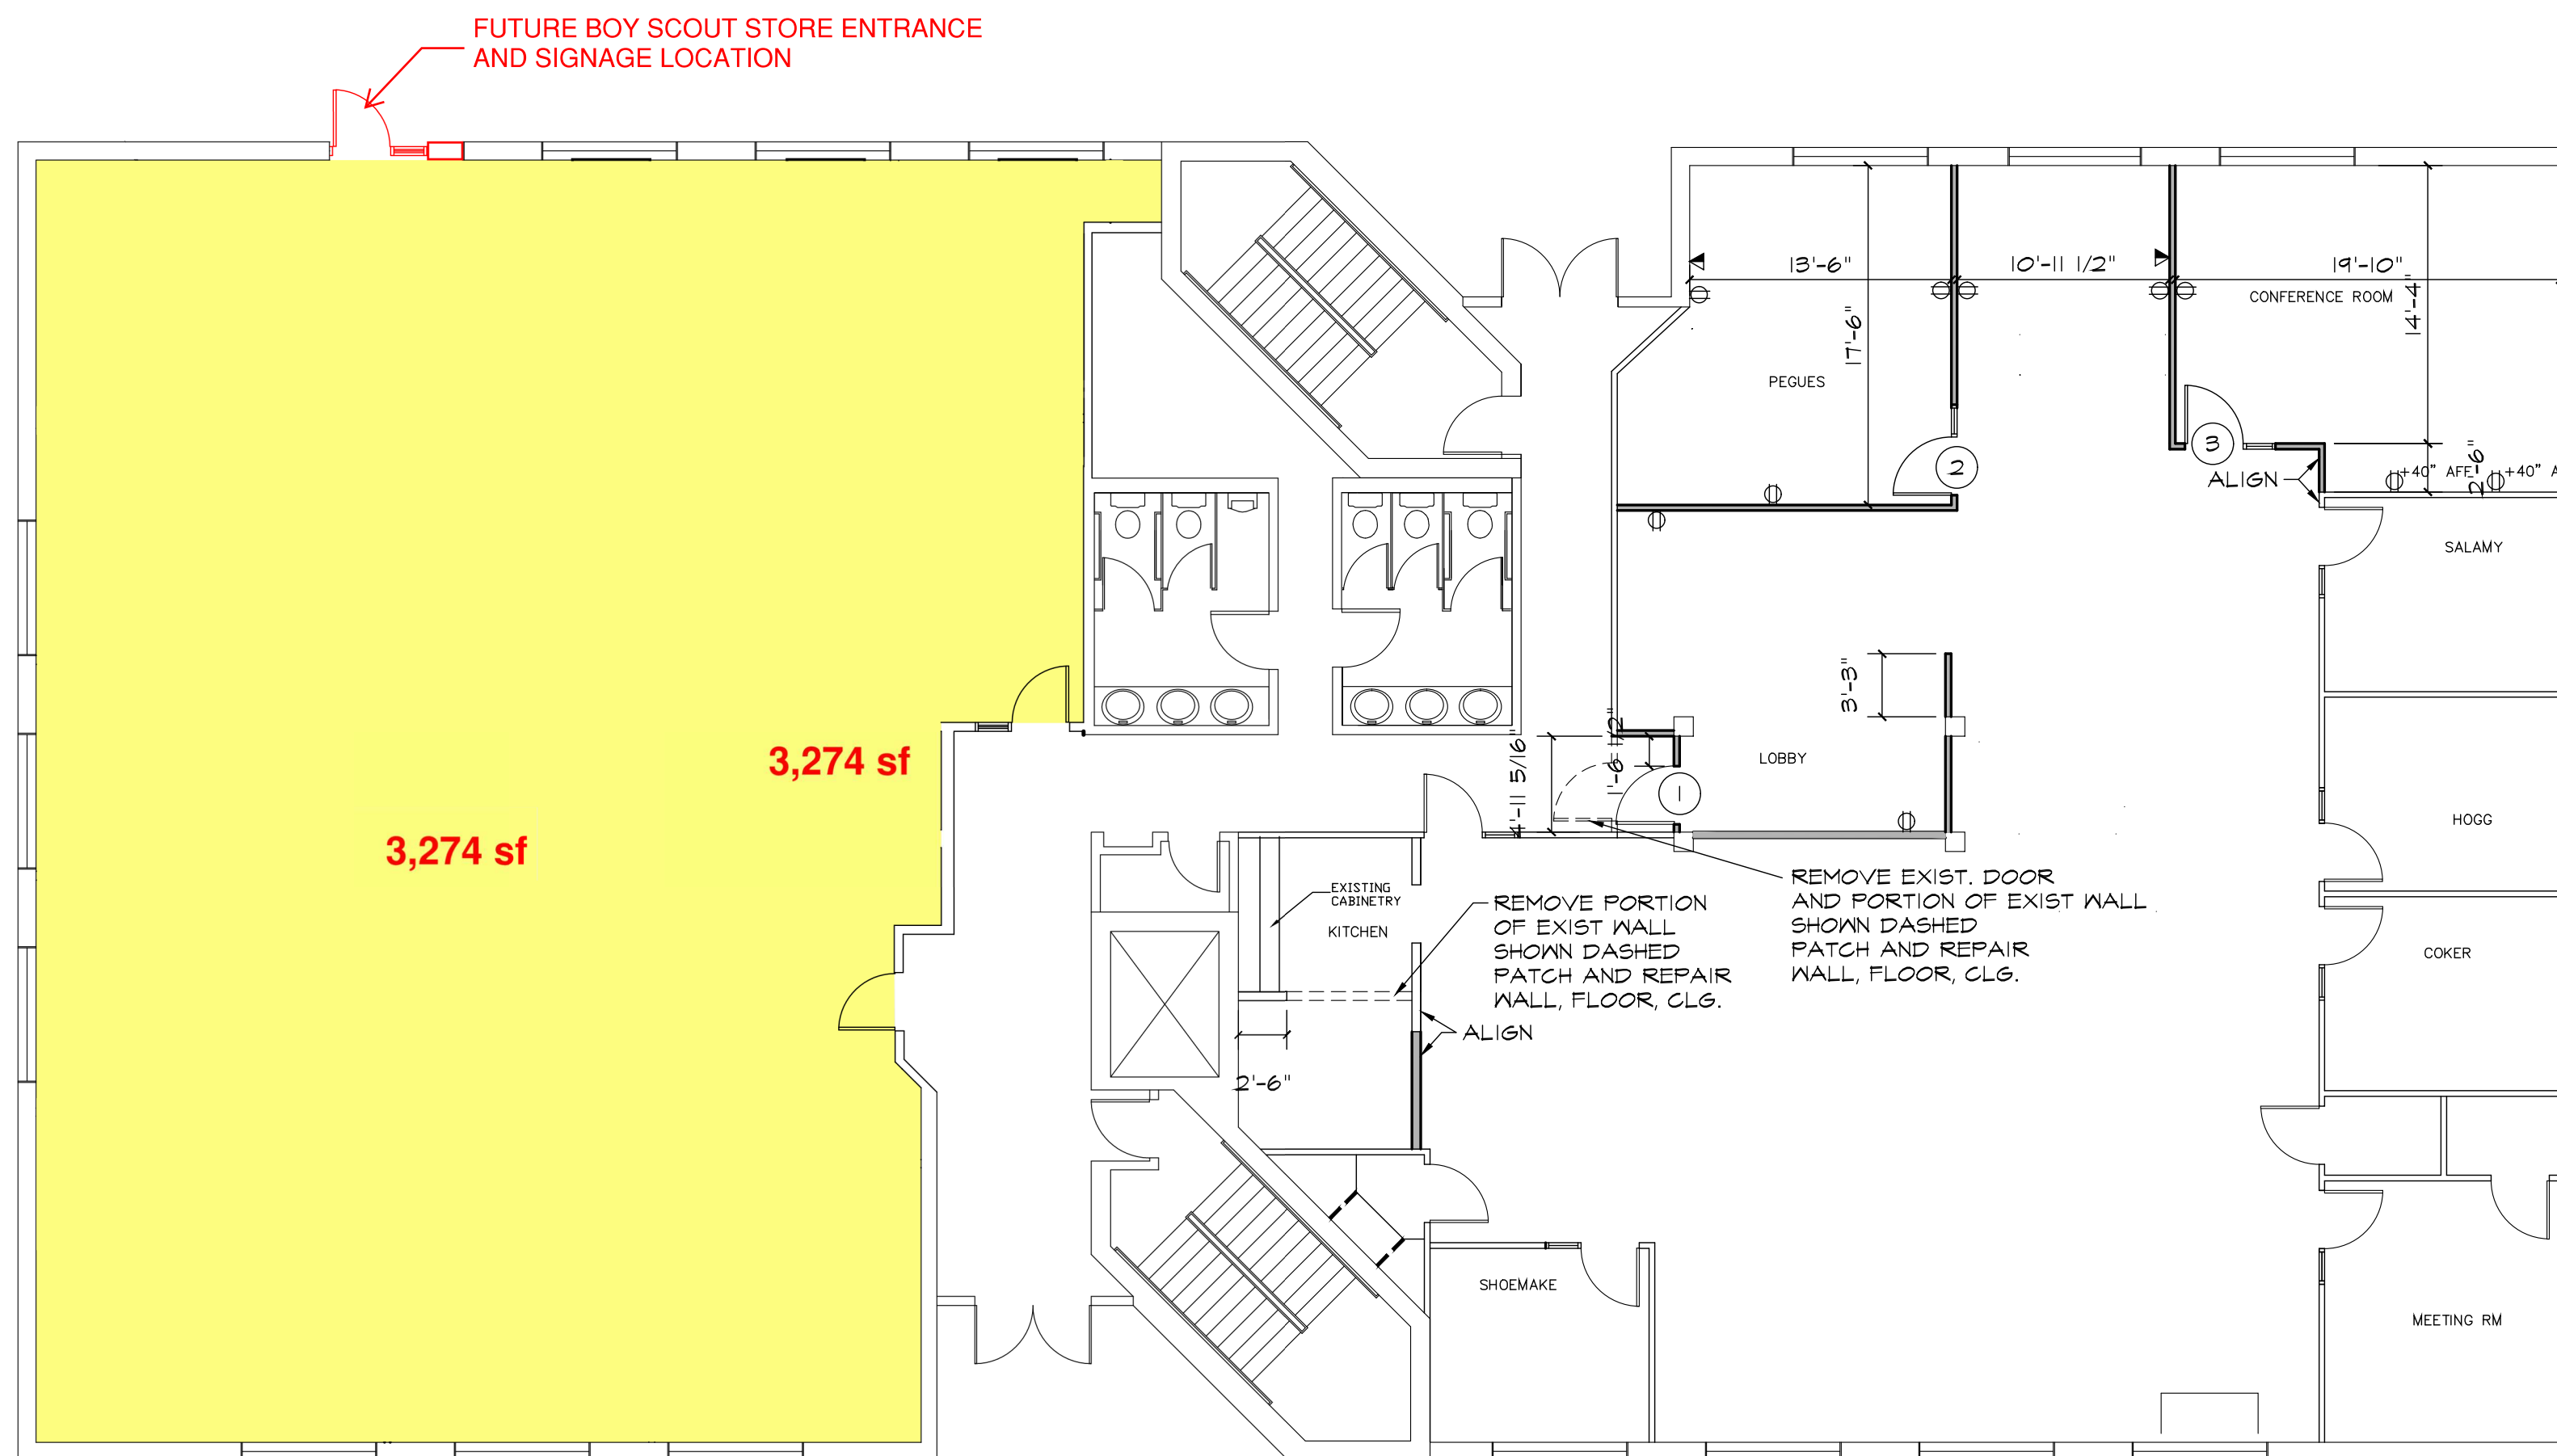 FUTURE BOY SCOUT STORE ENTRANCE
AND SIGNAGE LOCATION
13'-6"
10'-11 1/2"
19'-10"
CONFERENCE ROOM
14'-4"
17'-6"
PEGUES
3
2
ALIGN
+40" AFF
2'-6"
+40" A
SALAMY
3'-3"
3,274 sf
3,274 sf
4'-11 5/16"
1'-6 1/2"
LOBBY
1
HOGG
EXISTING
CABINETRY
KITCHEN
REMOVE PORTION
OF EXIST WALL
SHOWN DASHED
PATCH AND REPAIR
WALL, FLOOR, CLG.
REMOVE EXIST. DOOR
AND PORTION OF EXIST WALL
SHOWN DASHED
PATCH AND REPAIR
WALL, FLOOR, CLG.
COKER
ALIGN
2'-6"
SHOEMAKE
MEETING RM